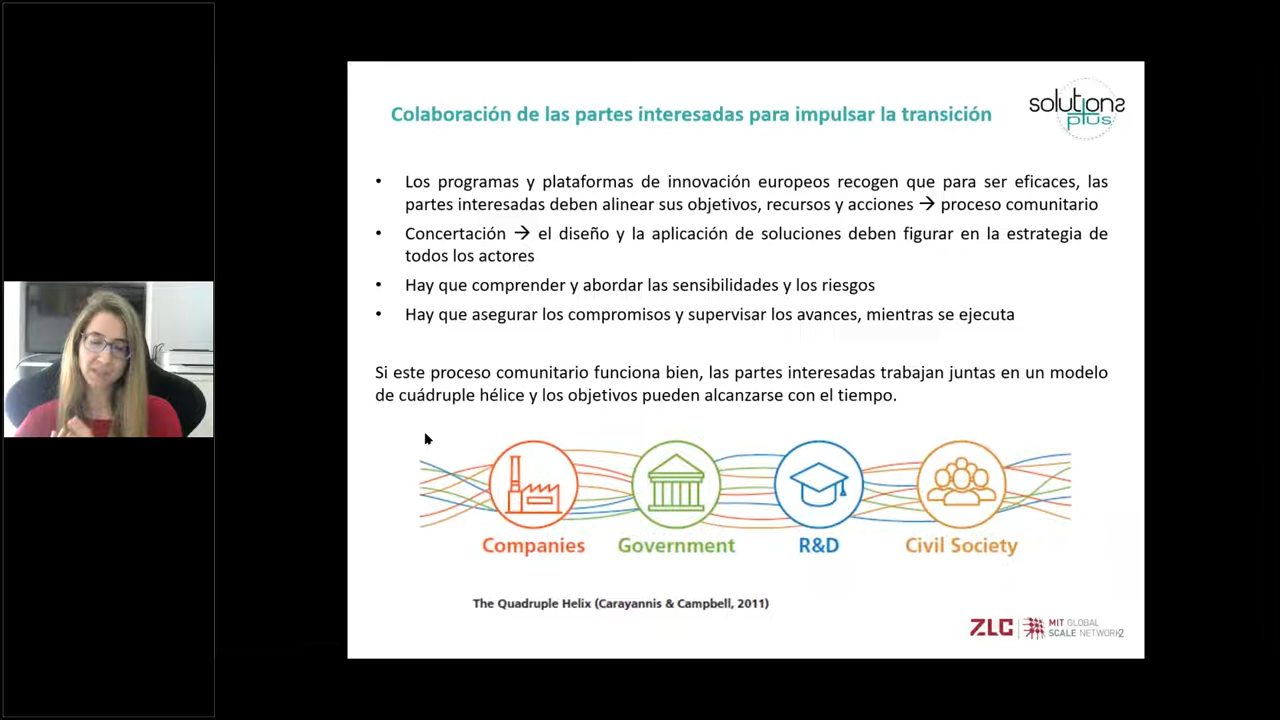 Colaboración de las partes interesadas para impulsar la transición
solutions
plus
• Los programas y plataformas de innovación europeos recogen que para ser eficaces, las
partes interesadas deben alinear sus objetivos, recursos y acciones → proceso comunitario
• Concertación → el diseño y la aplicación de soluciones deben figurar en la estrategia de
todos los actores
• Hay que comprender y abordar las sensibilidades y los riesgos
• Hay que asegurar los compromisos y supervisar los avances, mientras se ejecuta
Si este proceso comunitario funciona bien, las partes interesadas trabajan juntas en un modelo
de cuádruple hélice y los objetivos pueden alcanzarse con el tiempo.
Companies Government R&D Civil Society
The Quadruple Helix (Carayannis & Campbell, 2011)
ZLC MIT GLOBAL
SCALE NETWORK 2